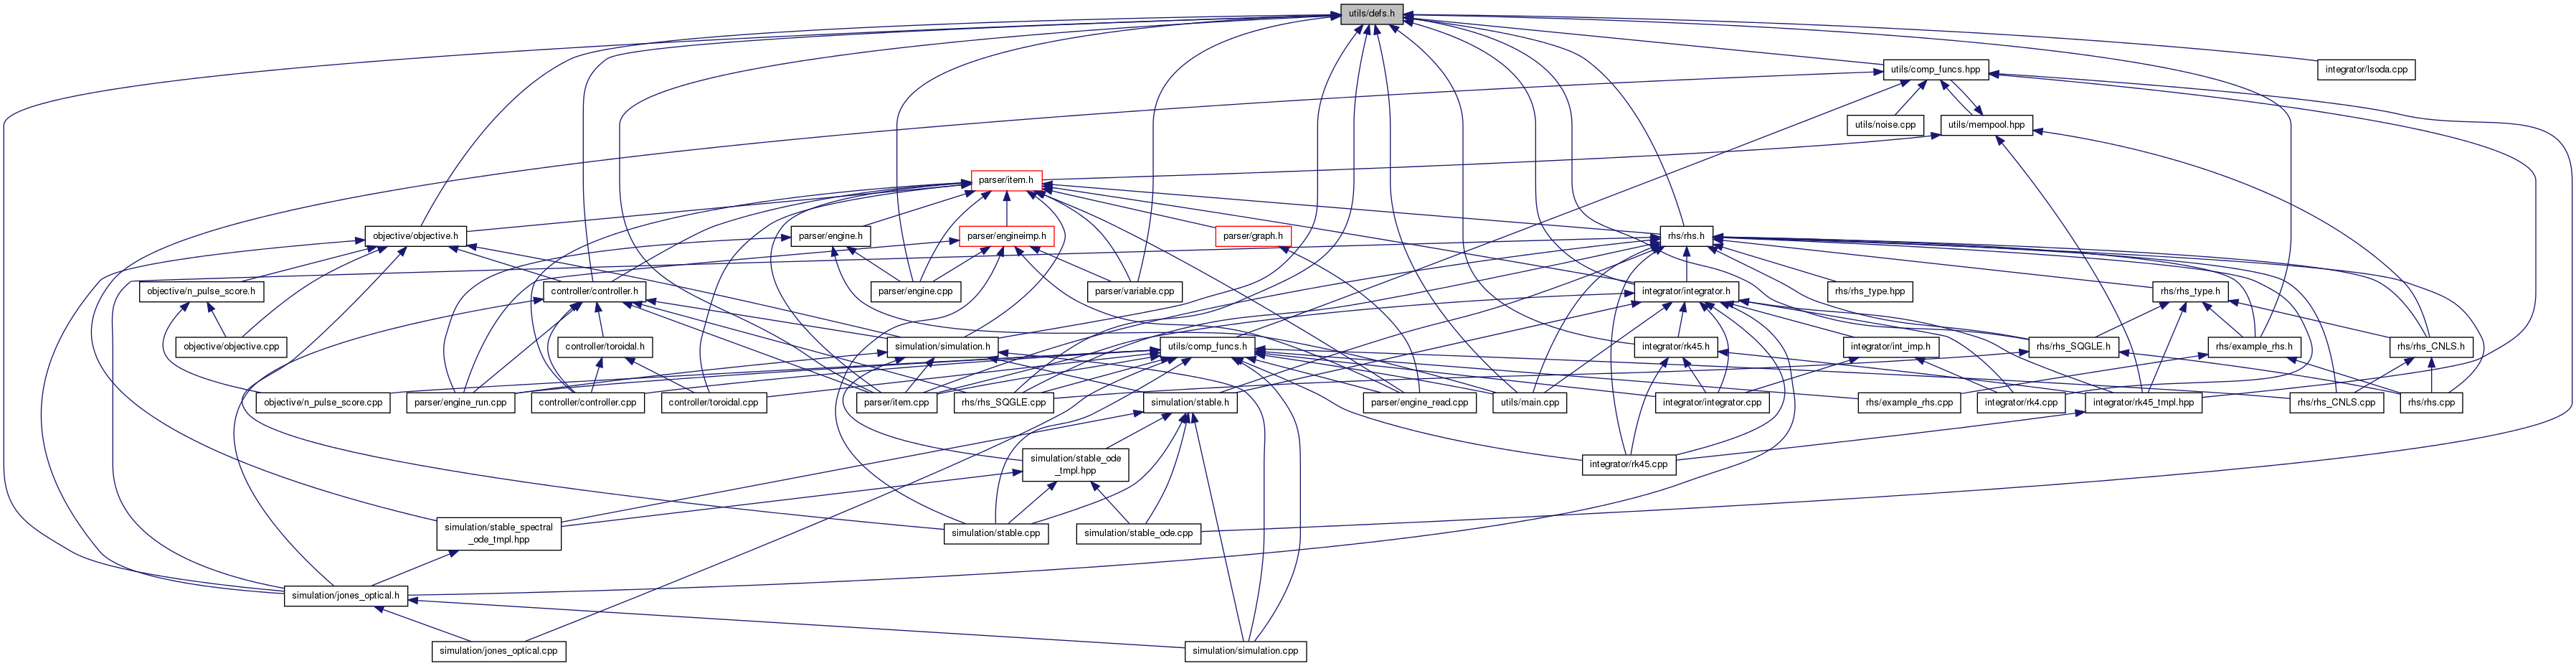 utils/defs.h
utils/comp_funcs.hpp
integrator/lsoda.cpp
utils/noise.cpp
utils/mempool.hpp
parser/item.h
objective/objective.h
parser/engine.h
parser/engineimp.h
parser/graph.h
rhs/rhs.h
objective/n_pulse_score.h
controller/controller.h
parser/engine.cpp
parser/variable.cpp
integrator/integrator.h
rhs/rhs_type.hpp
rhs/rhs_type.h
objective/objective.cpp
controller/toroidal.h
simulation/simulation.h
utils/comp_funcs.h
integrator/rk45.h
integrator/int_imp.h
rhs/rhs_SQGLE.h
rhs/example_rhs.h
rhs/rhs_CNLS.h
objective/n_pulse_score.cpp
parser/engine_run.cpp
controller/controller.cpp
controller/toroidal.cpp
parser/item.cpp
rhs/rhs_SQGLE.cpp
simulation/stable.h
parser/engine_read.cpp
utils/main.cpp
integrator/integrator.cpp
rhs/example_rhs.cpp
integrator/rk4.cpp
integrator/rk45_tmpl.hpp
rhs/rhs_CNLS.cpp
rhs/rhs.cpp
simulation/stable_ode
_tmpl.hpp
integrator/rk45.cpp
simulation/stable_spectral
_ode_tmpl.hpp
simulation/stable.cpp
simulation/stable_ode.cpp
simulation/jones_optical.h
simulation/jones_optical.cpp
simulation/simulation.cpp